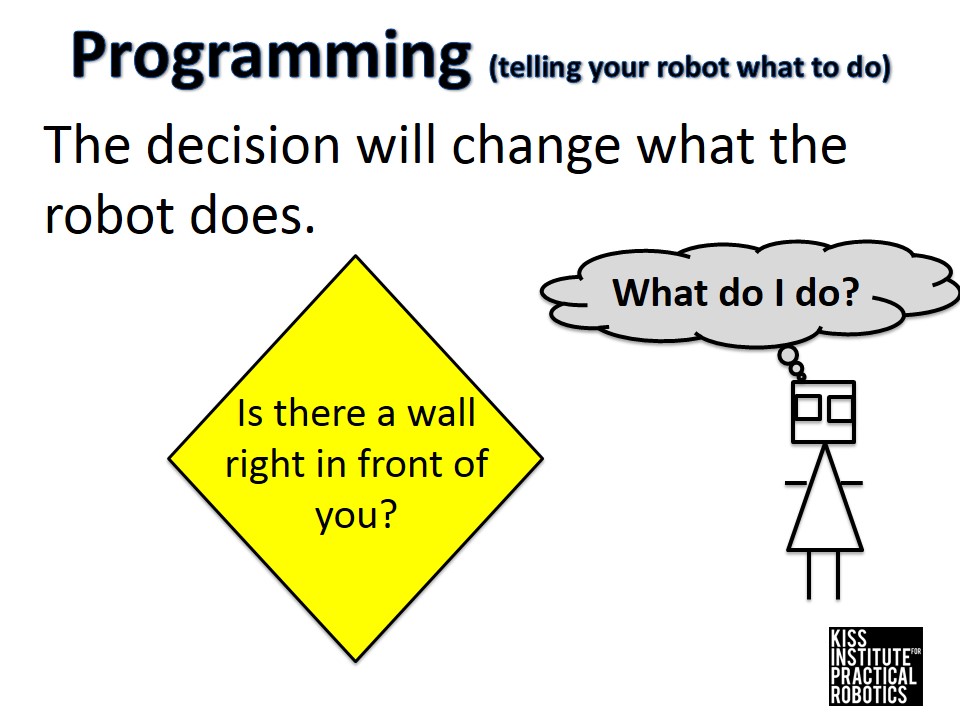 Programming (telling your robot what to do)
The decision will change what the
robot does.
What do I do?
Is there a wall
right in front of
you?
KISS
INSTITUTE FOR
PRACTICAL
ROBOTICS